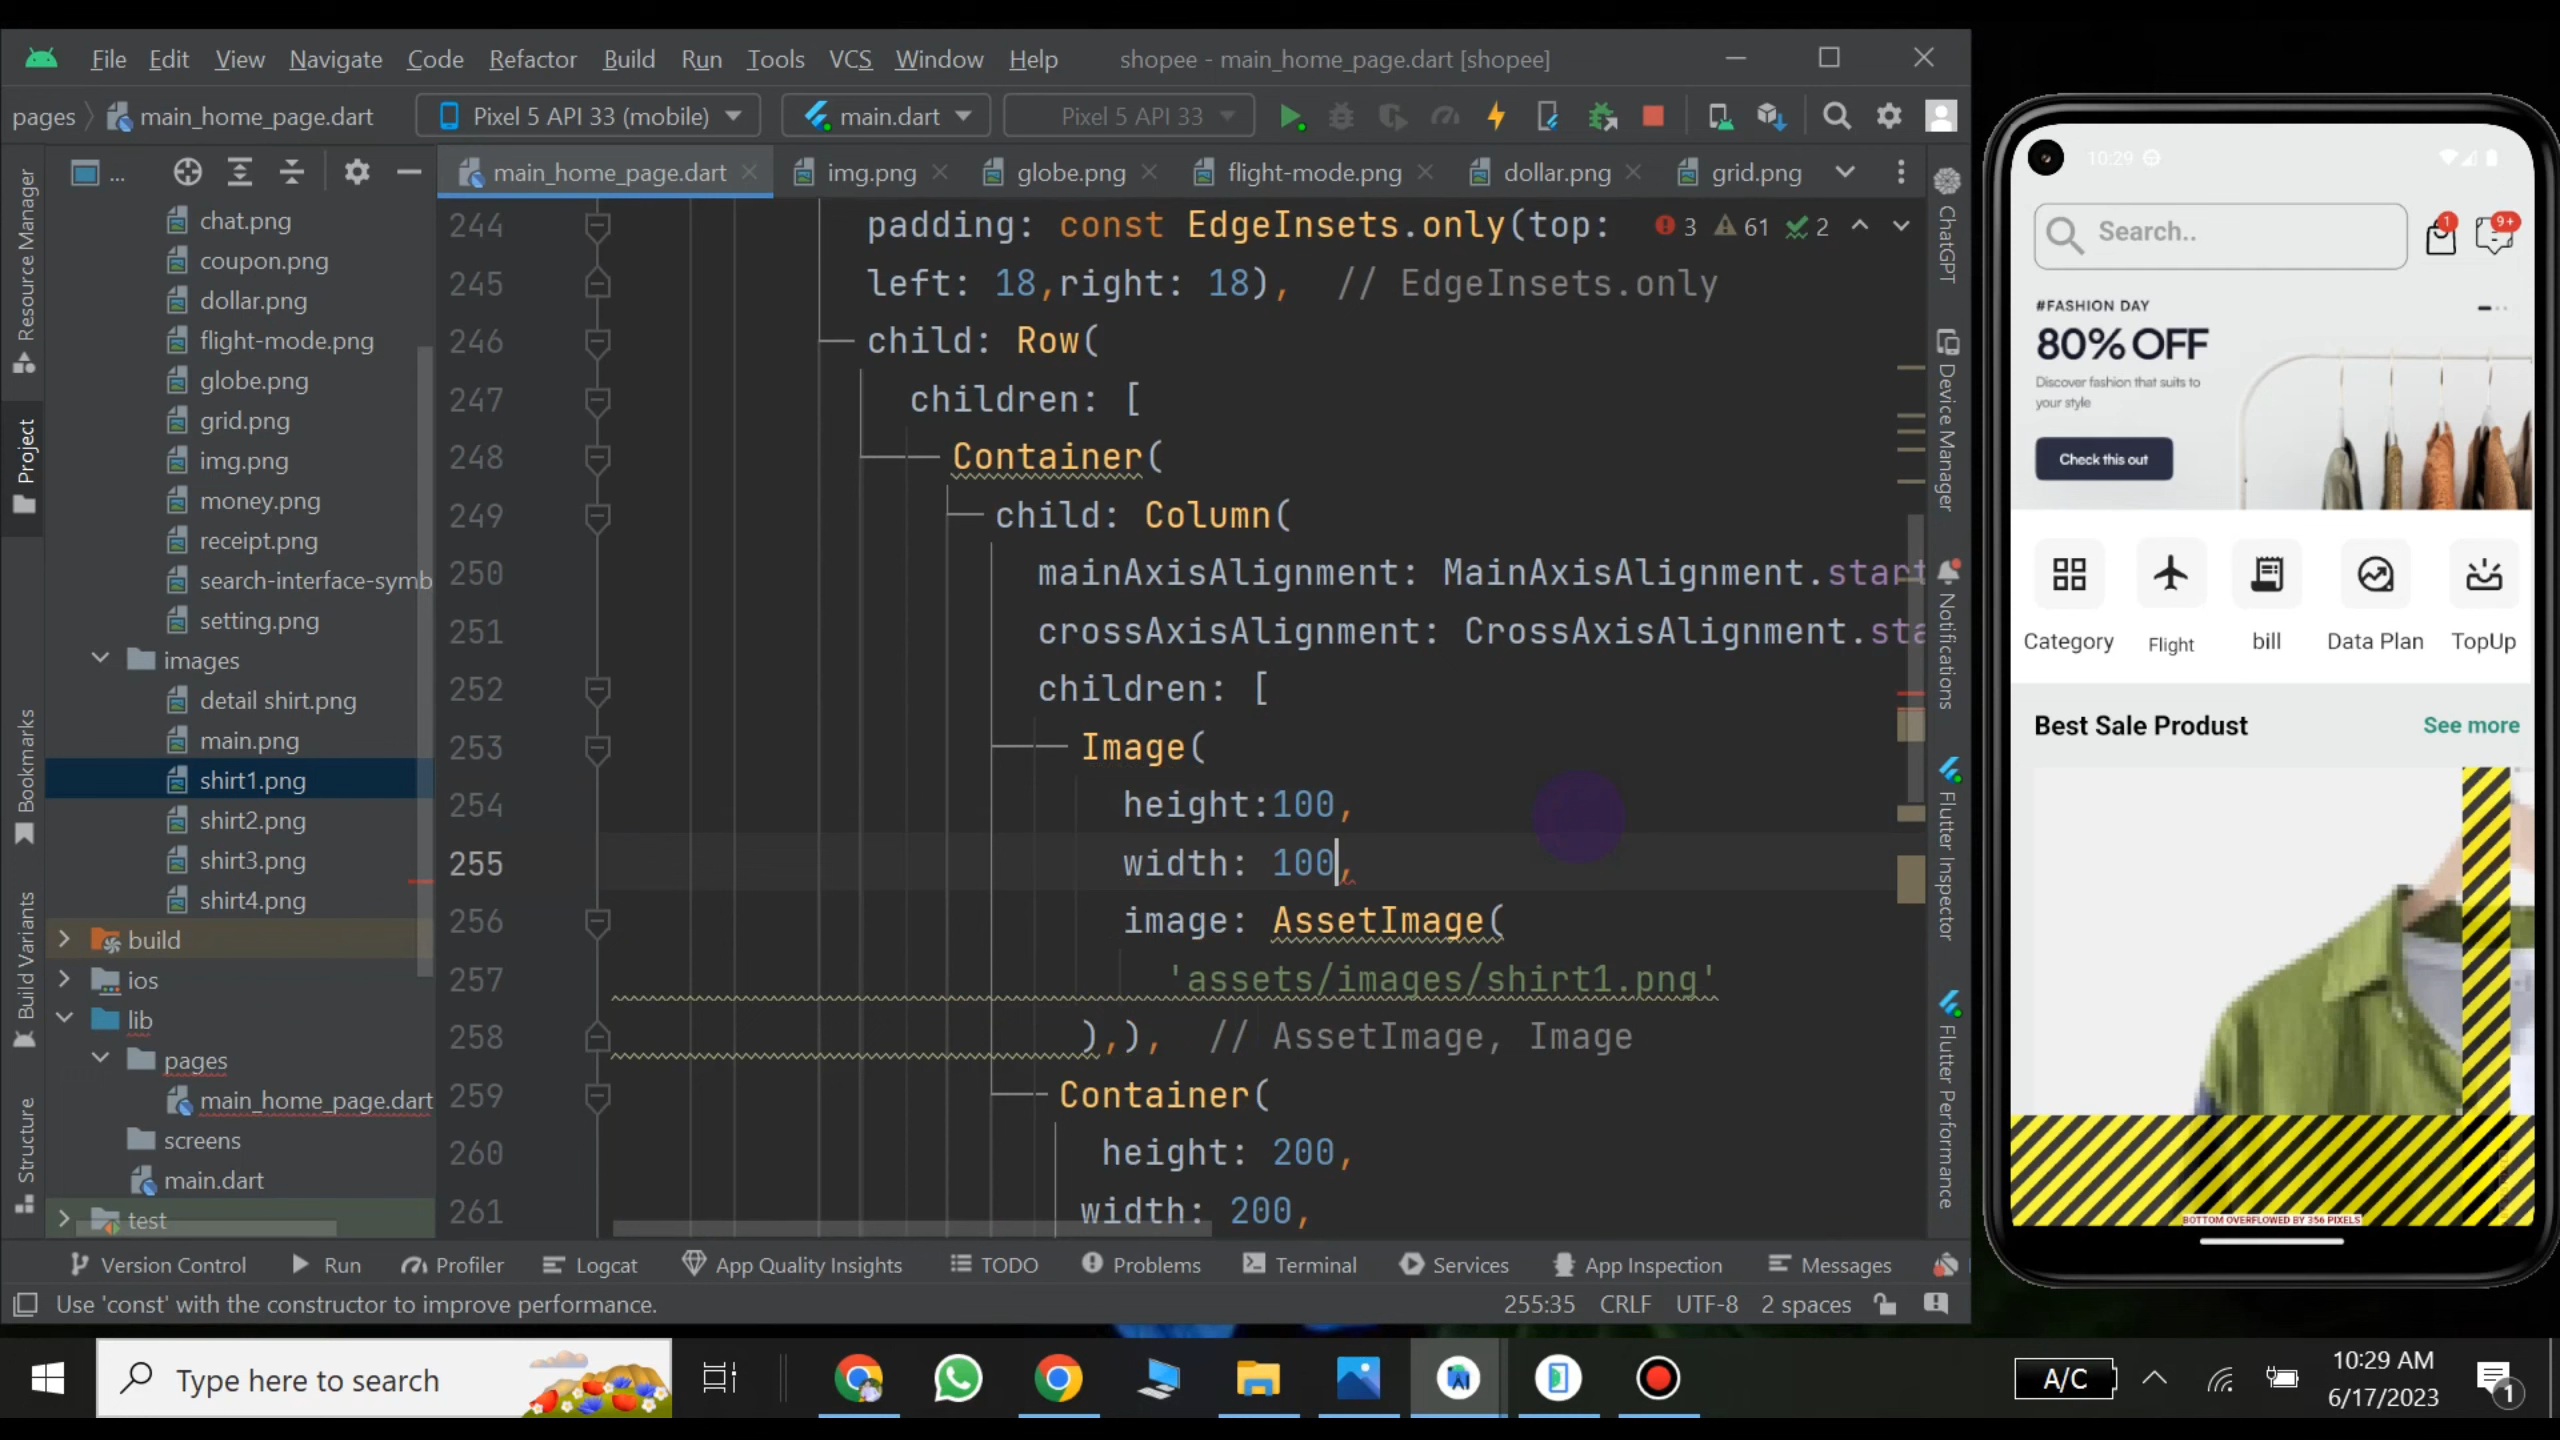 File Edit View Navigate Code Refactor Build Run Tools VCS Window Help shopee - main_home_page.dart [shopee]
pages main_home_page.dart Pixel 5 API 33 (mobile) main.dart Pixel 5 API 33
... main_home_page.dart img.png globe.png flight-mode.png dollar.png grid.png
Resource Manager
Project
Bookmarks
Build Variants
Structure
chat.png
coupon.png
dollar.png
flight-mode.png
globe.png
grid.png
img.png
money.png
receipt.png
search-interface-symb
setting.png
images
detail shirt.png
main.png
shirt1.png
shirt2.png
shirt3.png
shirt4.png
build
ios
lib
pages
main_home_page.dart
screens
main.dart
test
244 padding: const EdgeInsets.only(top: 3 61 2
245 left: 18,right: 18), // EdgeInsets.only
246 child: Row(
247 children: [
248 Container(
249 child: Column(
250 mainAxisAlignment: MainAxisAlignment.start
251 crossAxisAlignment: CrossAxisAlignment.sta
252 children: [
253 Image(
254 height:100,
255 width: 100,
256 image: AssetImage(
257 'assets/images/shirt1.png'
258 ),), // AssetImage, Image
259 Container(
260 height: 200,
261 width: 200,
ChatGPT
Device Manager
Notifications
Flutter Inspector
Flutter Performance
Version Control Run Profiler Logcat App Quality Insights TODO Problems Terminal Services App Inspection Messages
Use 'const' with the constructor to improve performance. 255:35 CRLF UTF-8 2 spaces
Type here to search
A/C
10:29 AM
6/17/2023
1
10:29
Search..
1
9+
#FASHION DAY
80% OFF
Discover fashion that suits to
your style
Check this out
Category Flight bill Data Plan TopUp
Best Sale Produst See more
BOTTOM OVERFLOWED BY 356 PIXELS